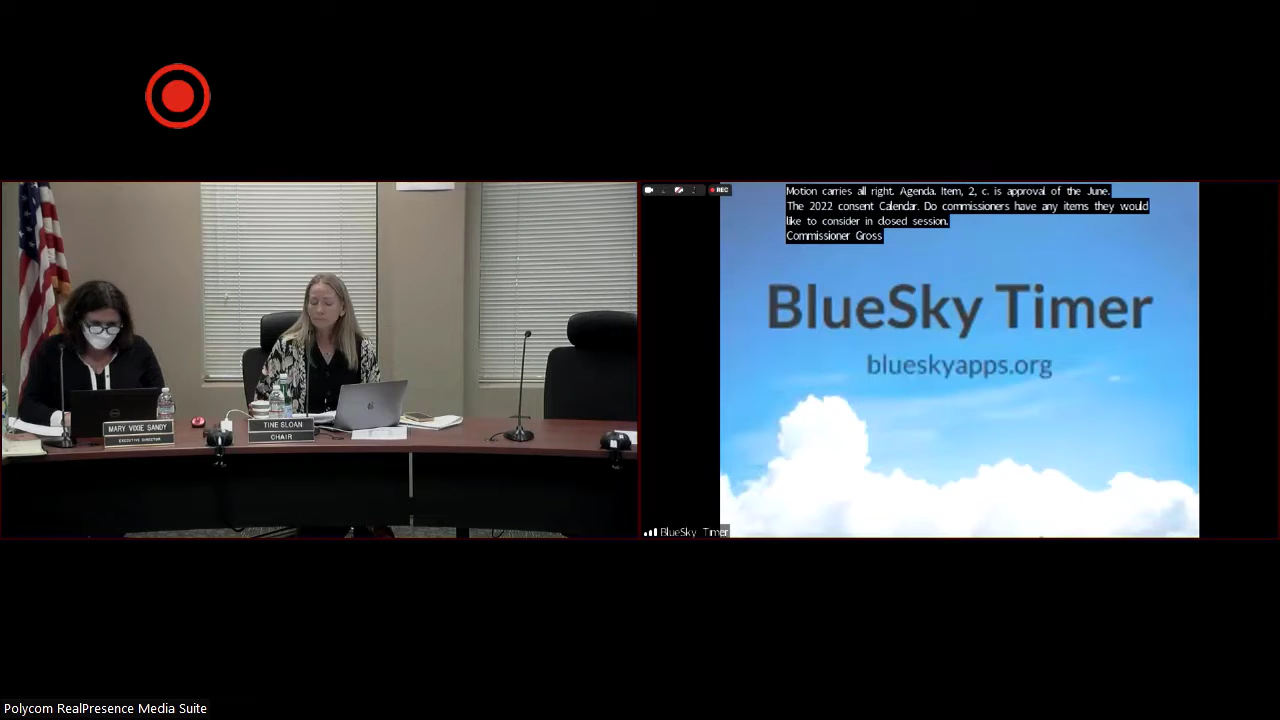 REC
Motion carries all right. Agenda. Item, 2, c. is approval of the June.
The 2022 consent Calendar. Do commissioners have any items they would
like to consider in closed session.
Commissioner Gross
BlueSky Timer
blueskyapps.org
MARY VIXIE SANDY
EXECUTIVE DIRECTOR
TINE SLOAN
CHAIR
DELL
BlueSky Timer
Polycom RealPresence Media Suite